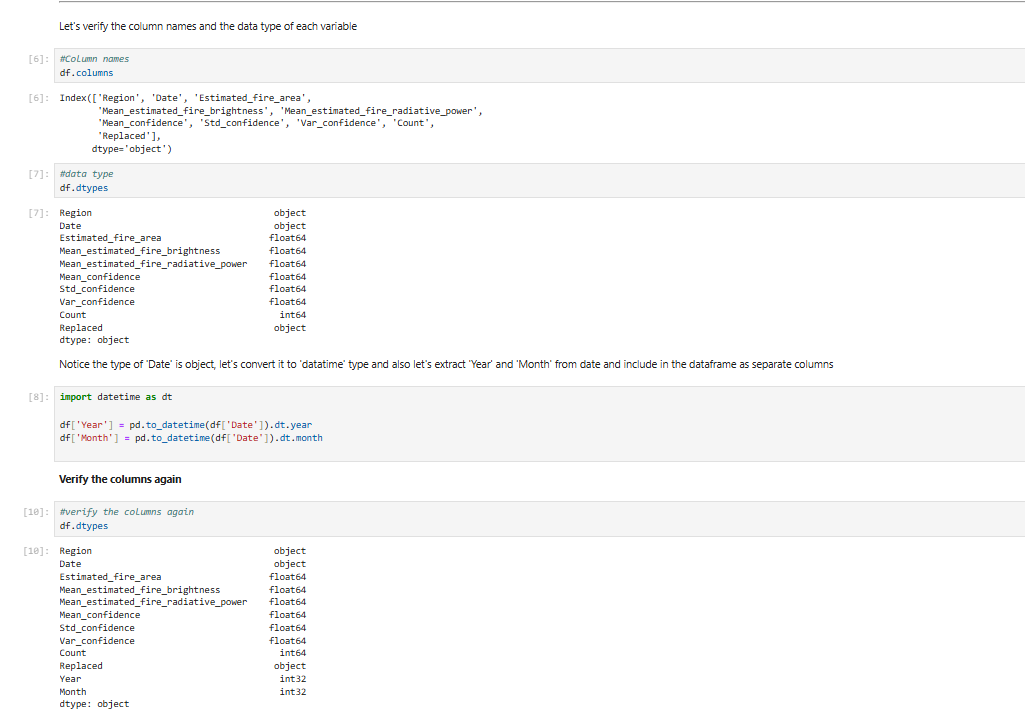 Let's verify the column names and the data type of each variable
[6]: #Column names
df.columns
[6]: Index(['Region', 'Date', 'Estimated_fire_area',
'Mean_estimated_fire_brightness', 'Mean_estimated_fire_radiative_power',
'Mean_confidence', 'Std_confidence', 'Var_confidence', 'Count',
'Replaced'],
dtype='object')
[7]: #data type
df.dtypes
[7]: Region object
Date object
Estimated_fire_area float64
Mean_estimated_fire_brightness float64
Mean_estimated_fire_radiative_power float64
Mean_confidence float64
Std_confidence float64
Var_confidence float64
Count int64
Replaced object
dtype: object
Notice the type of 'Date' is object, let's convert it to 'datatime' type and also let's extract 'Year' and 'Month' from date and include in the dataframe as separate columns
[8]: import datetime as dt
df['Year'] = pd.to_datetime(df['Date']).dt.year
df['Month'] = pd.to_datetime(df['Date']).dt.month
Verify the columns again
[10]: #verify the columns again
df.dtypes
[10]: Region object
Date object
Estimated_fire_area float64
Mean_estimated_fire_brightness float64
Mean_estimated_fire_radiative_power float64
Mean_confidence float64
Std_confidence float64
Var_confidence float64
Count int64
Replaced object
Year int32
Month int32
dtype: object